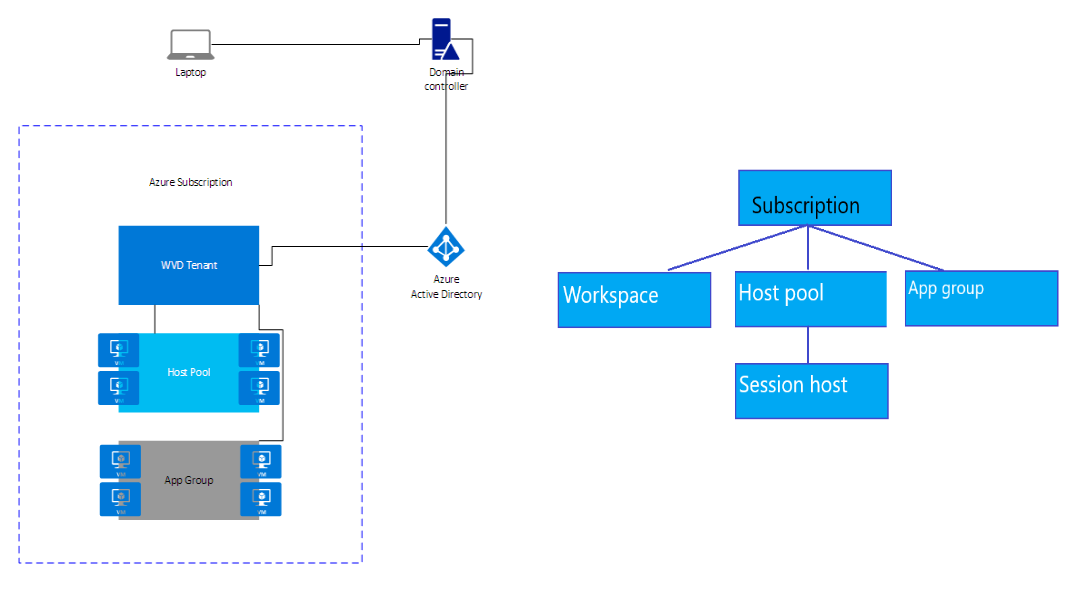 Laptop
Domain
controller
Azure Subscription
WVD Tenant
Azure
Active Directory
VM
VM
Host Pool
VM
VM
VM
VM
App Group
VM
VM
Subscription
Workspace
Host pool
App group
Session host